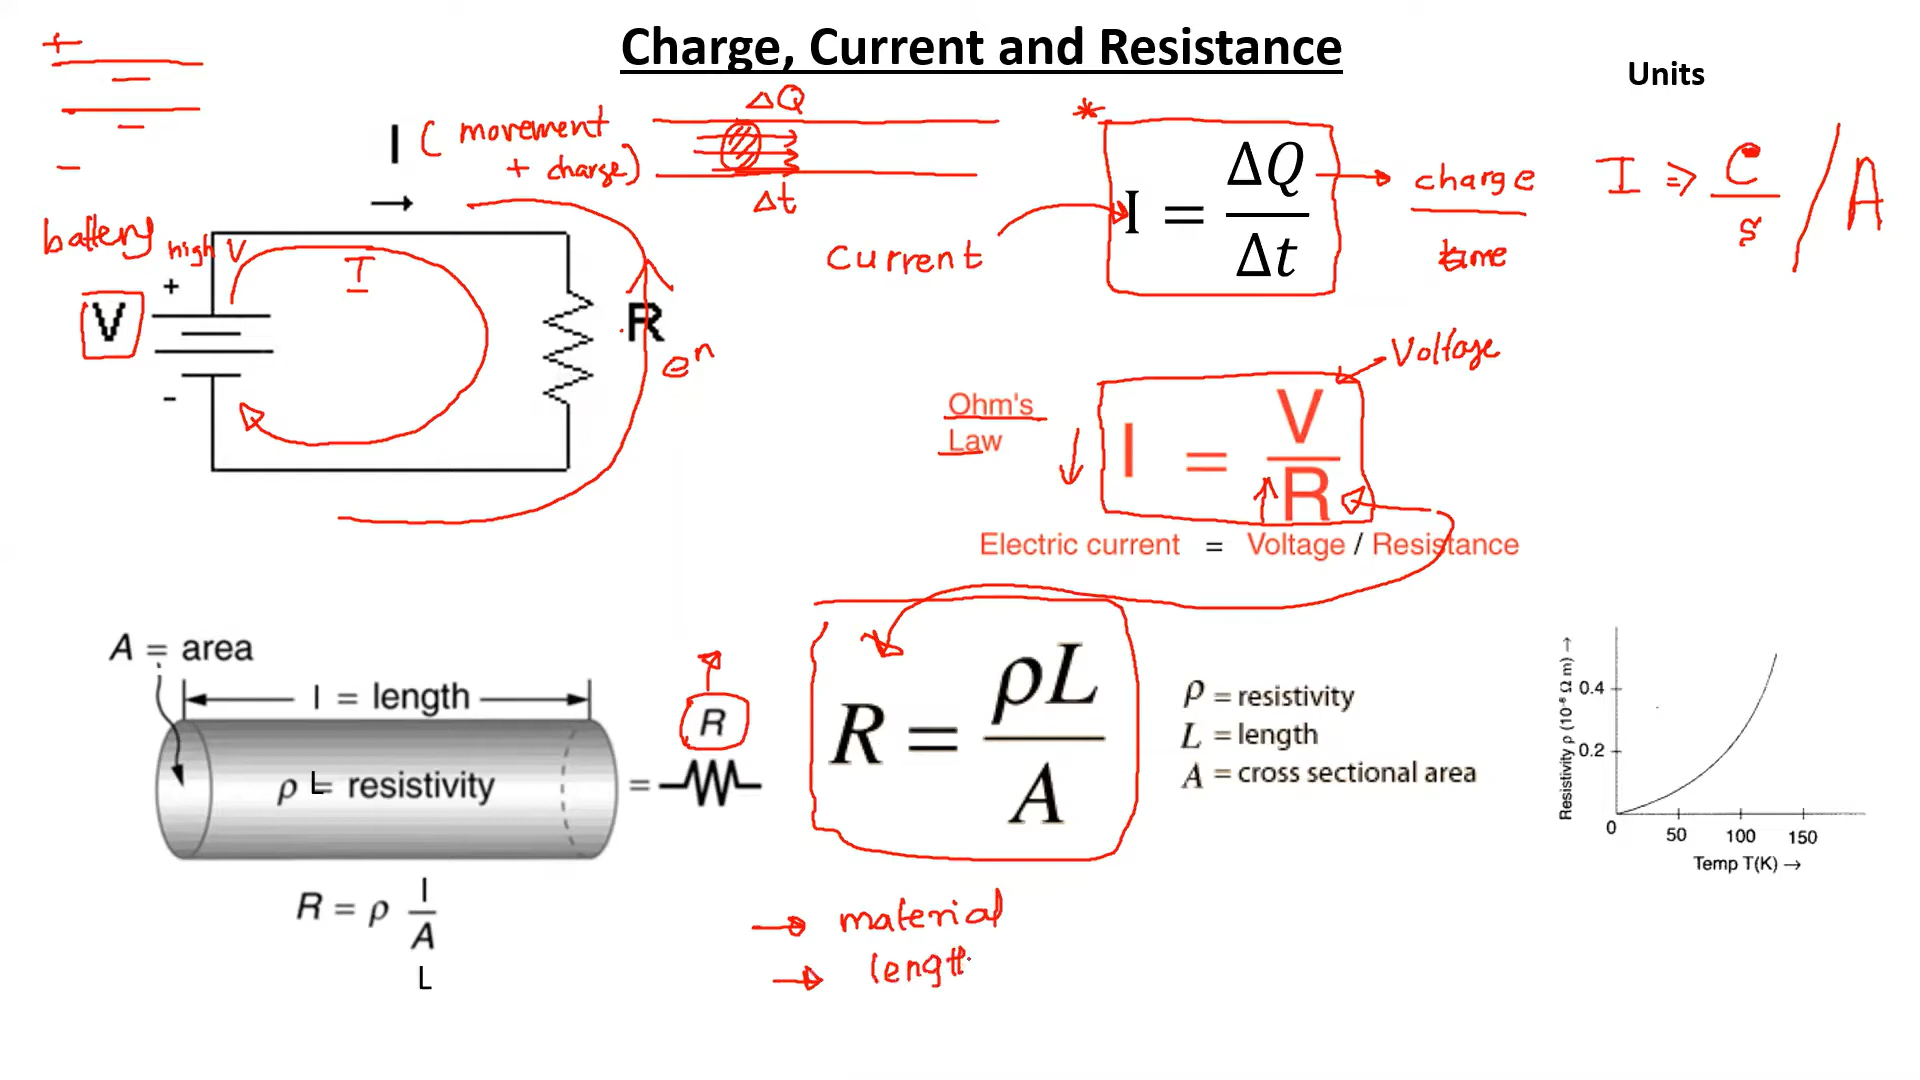 Charge, Current and Resistance
Units
+
-
battery
high V
+
V
-
I
I ( movement
+ charge)
R
e^n
ΔQ
Δt
*
I = ΔQ / Δt
current
charge
time
I => C / s / A
Voltage
Ohm's
Law
I = V / R
Electric current = Voltage / Resistance
A = area
l = length
ρ = resistivity
L
=
R
R = ρ l / A
L
R = ρL / A
ρ = resistivity
L = length
A = cross sectional area
→ material
→ length
Resistivity ρ (10⁻⁸ Ω m) →
0.4
0.2
0
50
100
150
Temp T(K) →